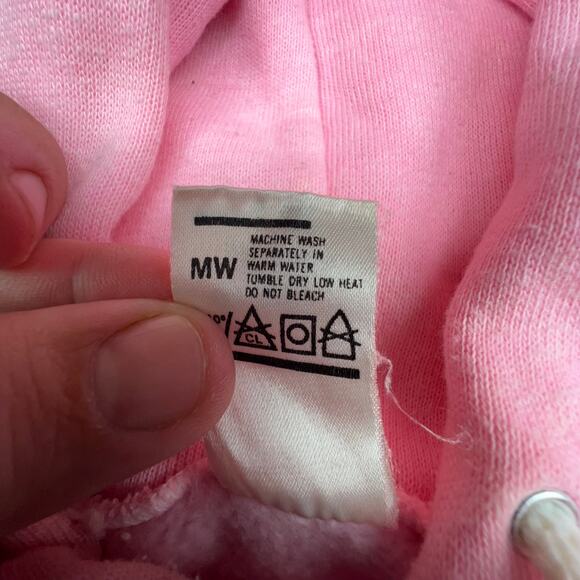 MACHINE WASH
SEPARATELY IN
MW WARM WATER
TUMBLE DRY LOW HEAT
DO NOT BLEACH
CL